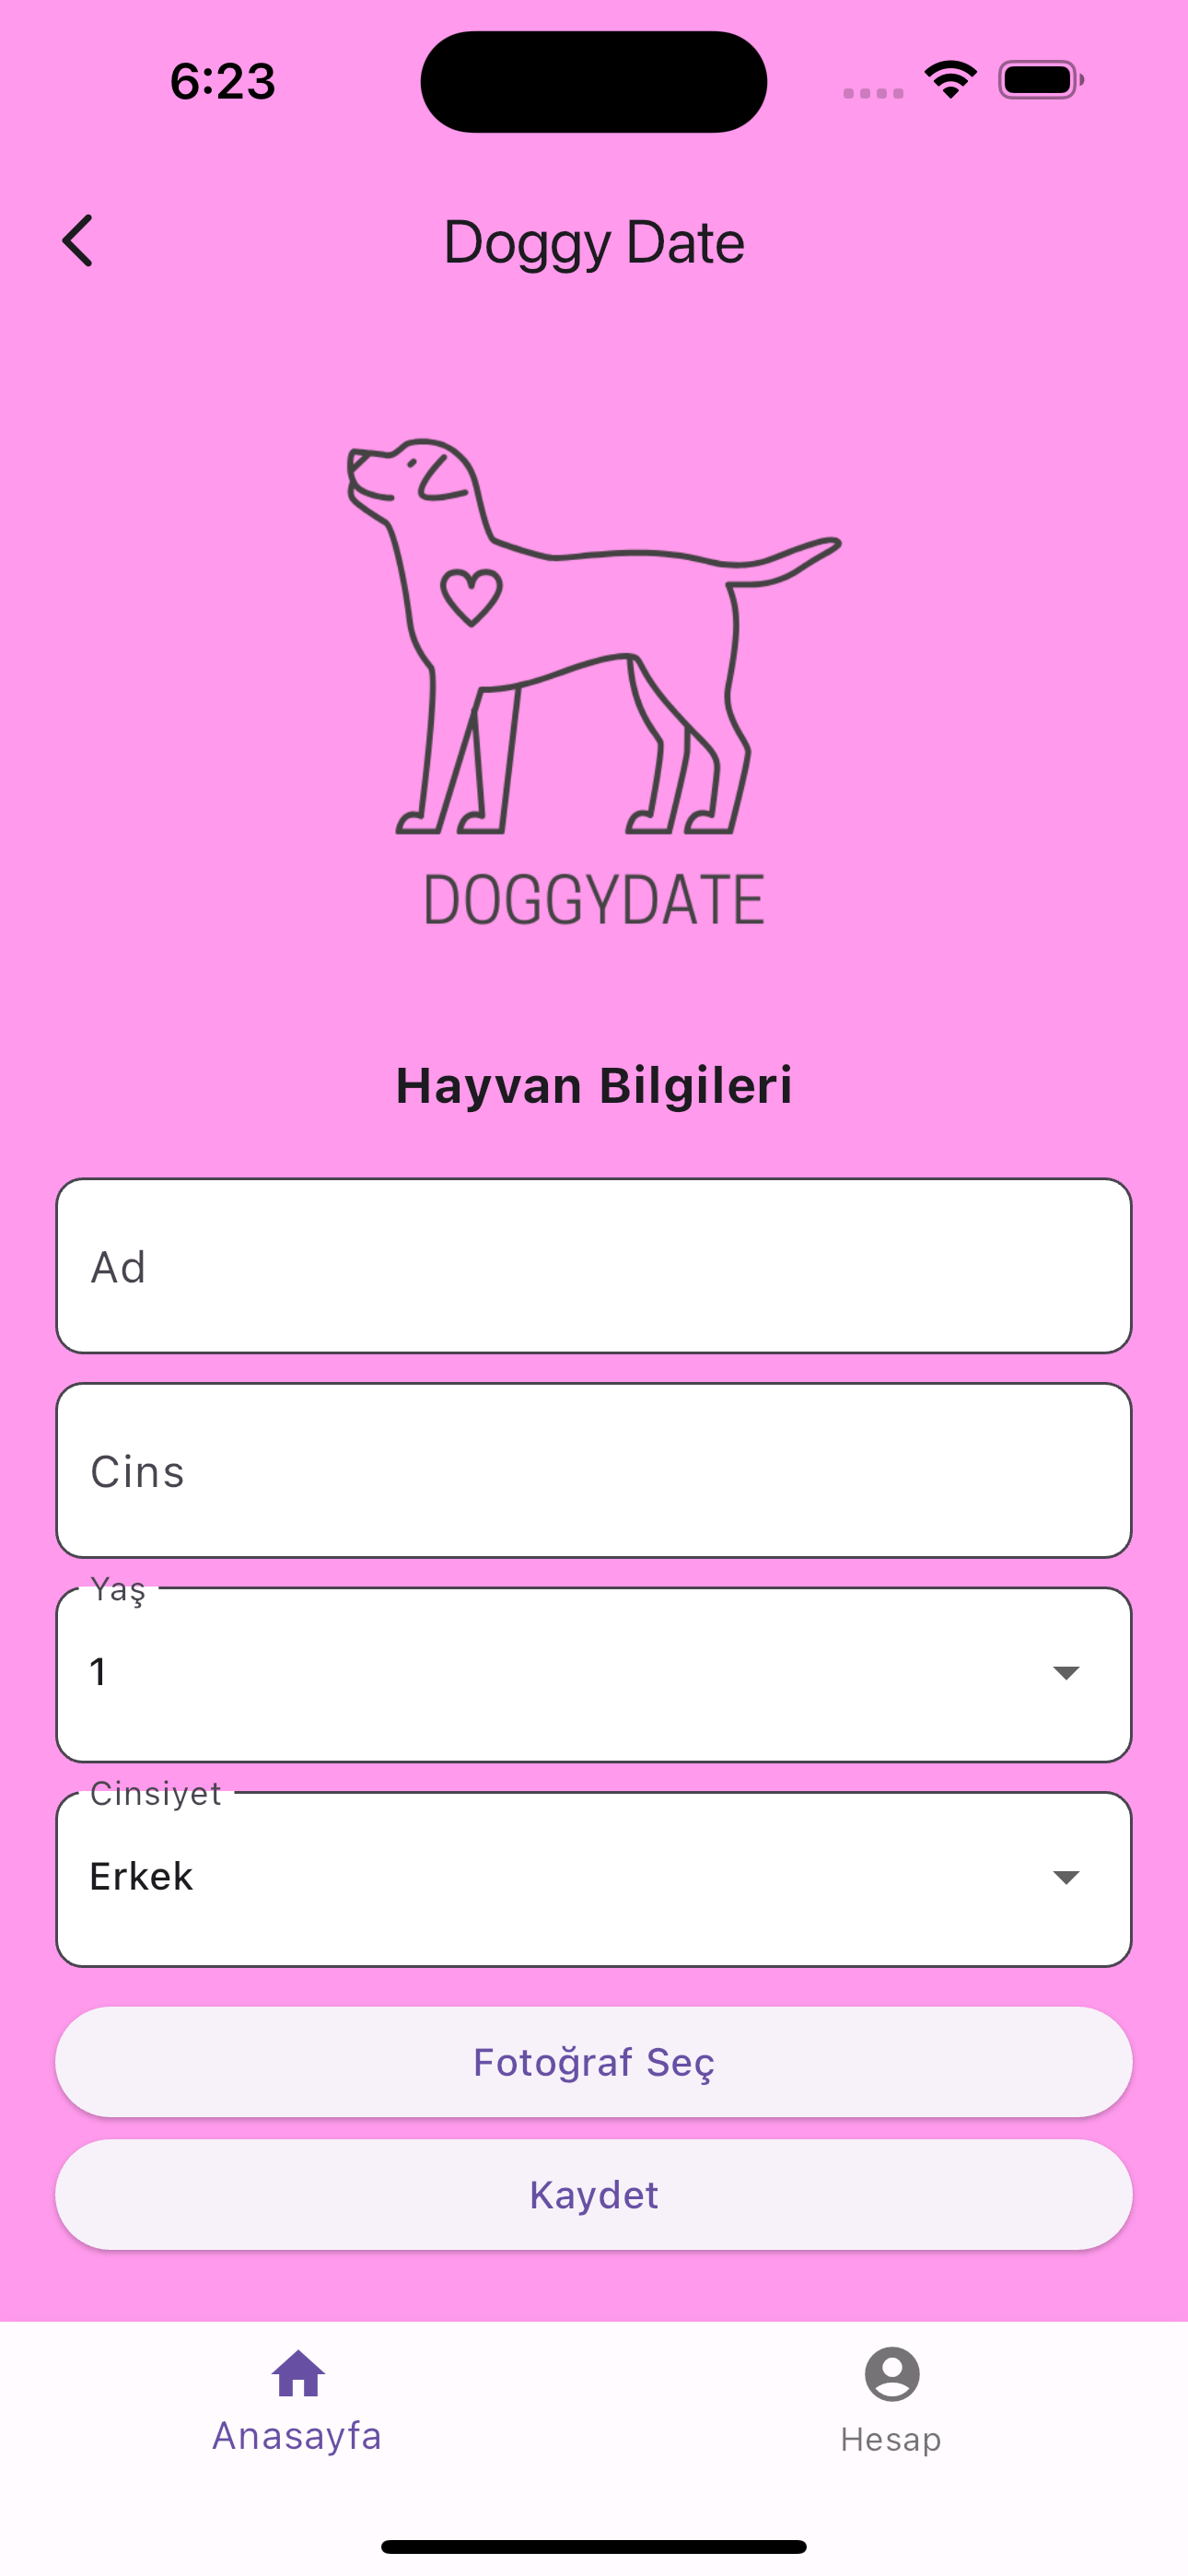 6:23
Doggy Date
DOGGYDATE
Hayvan Bilgileri
Ad
Cins
Yaş
1
Cinsiyet
Erkek
Fotoğraf Seç
Kaydet
Anasayfa
Hesap